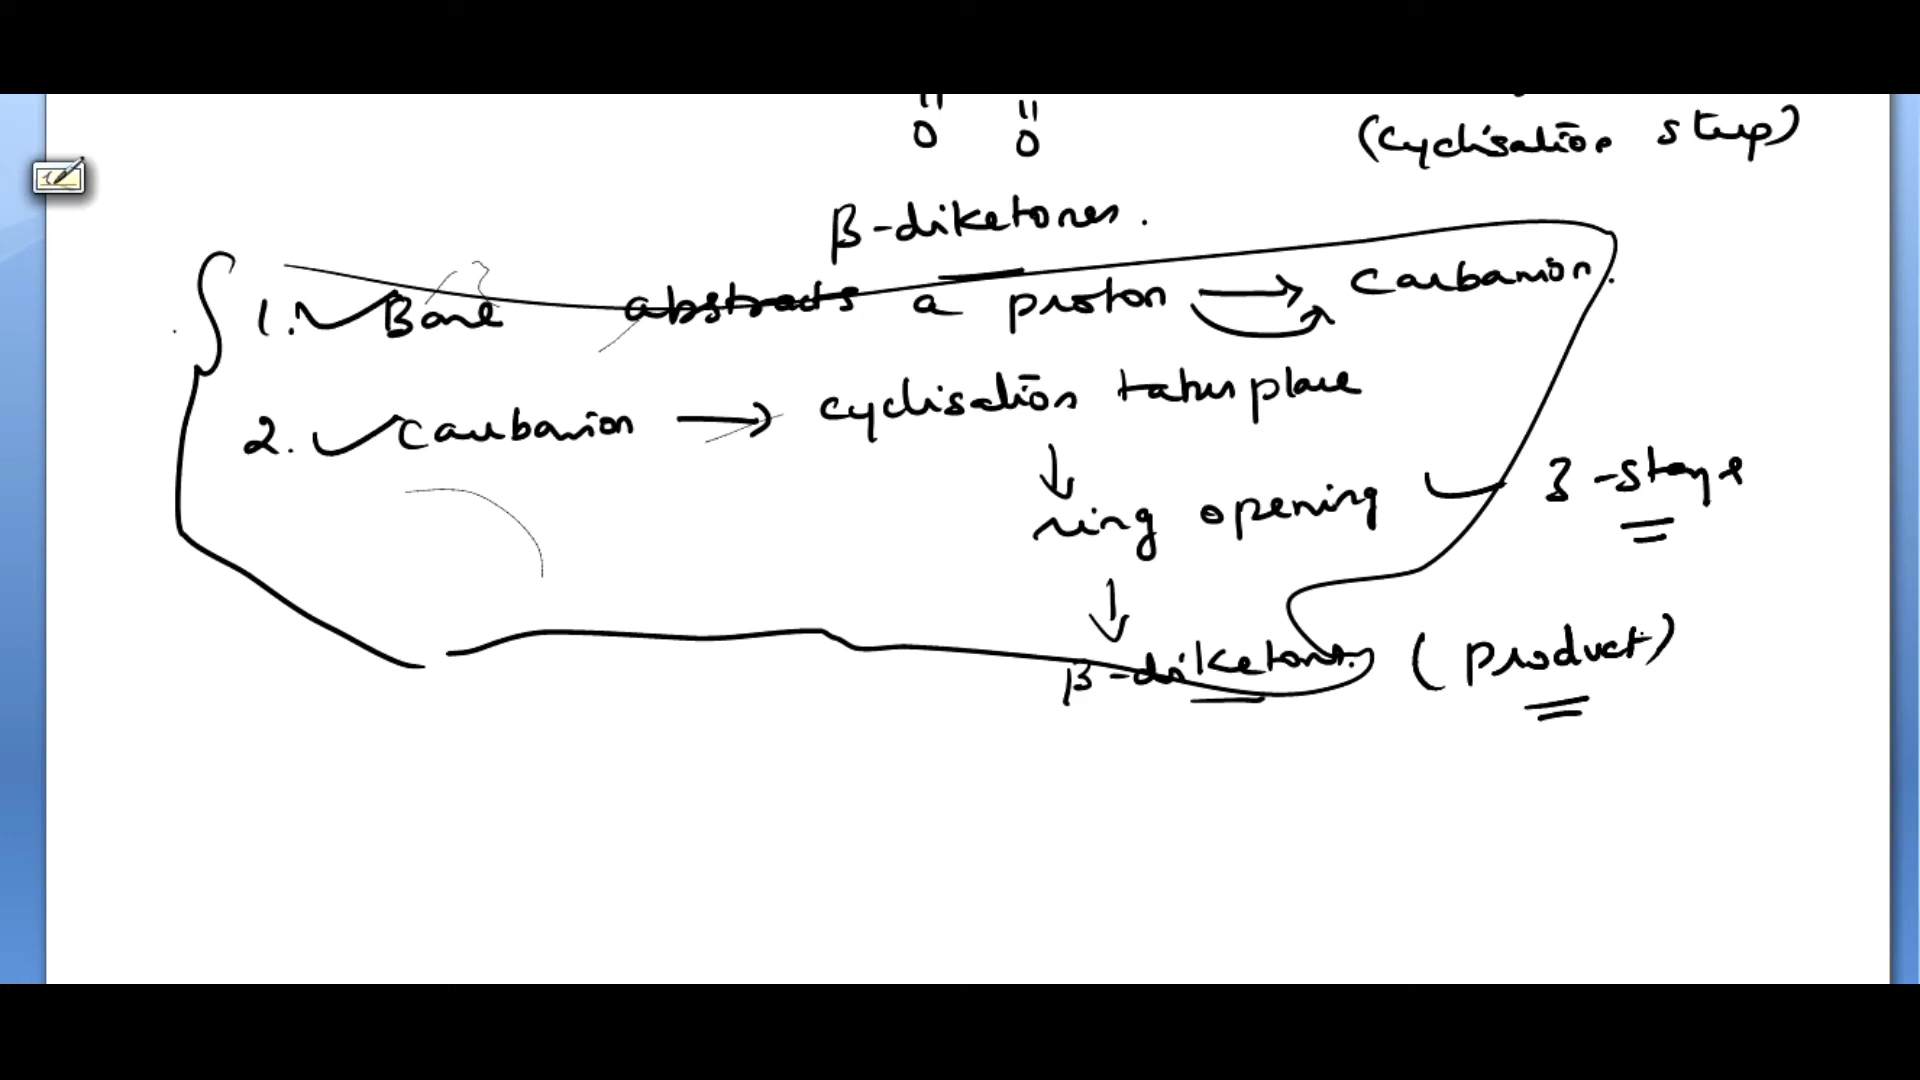 O O
(cyclisation step)
β-diketones.
1. Base abstracts a proton → Carbanion.
2. Carbanion → cyclisation takes place
↓
ring opening 3-stage
↓
β-diketone. (product)